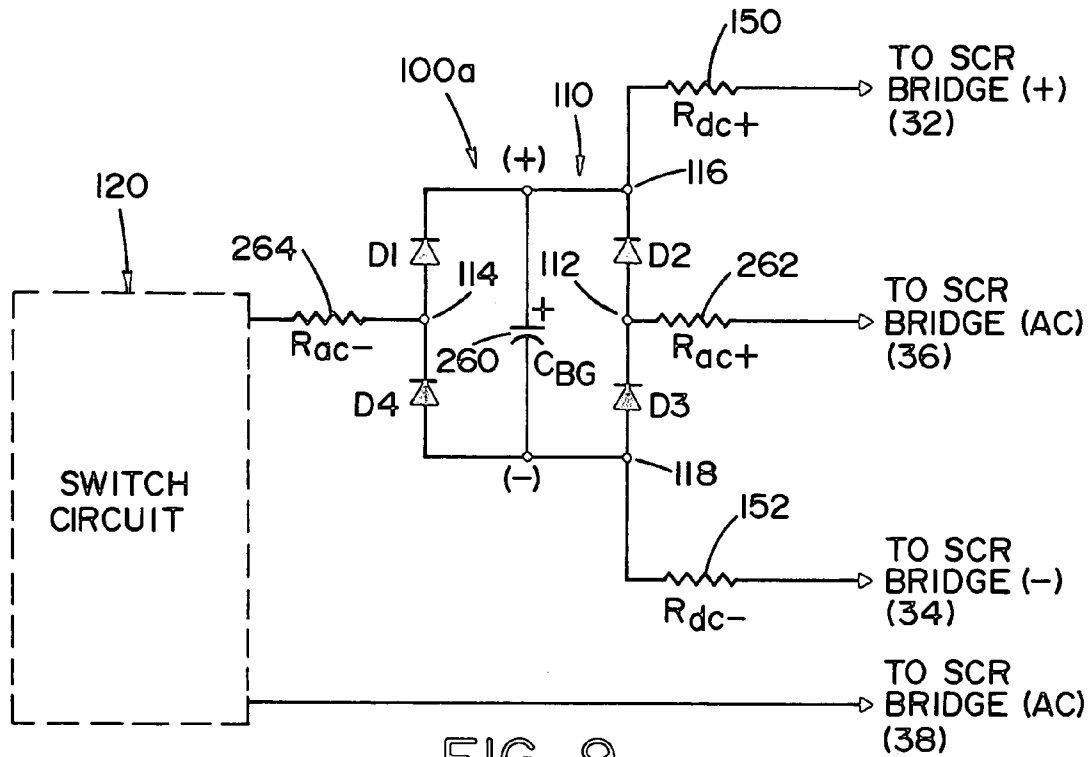 150
TO SCR
BRIDGE (+)
(32)
100a
110
Rdc+
(+)
116
120
264
D1
114
112
D2
262
TO SCR
BRIDGE (AC)
(36)
Rac-
260
+
CBG
Rac+
D4
D3
(-)
118
SWITCH
CIRCUIT
152
TO SCR
BRIDGE (-)
(34)
Rdc-
TO SCR
BRIDGE (AC)
(38)